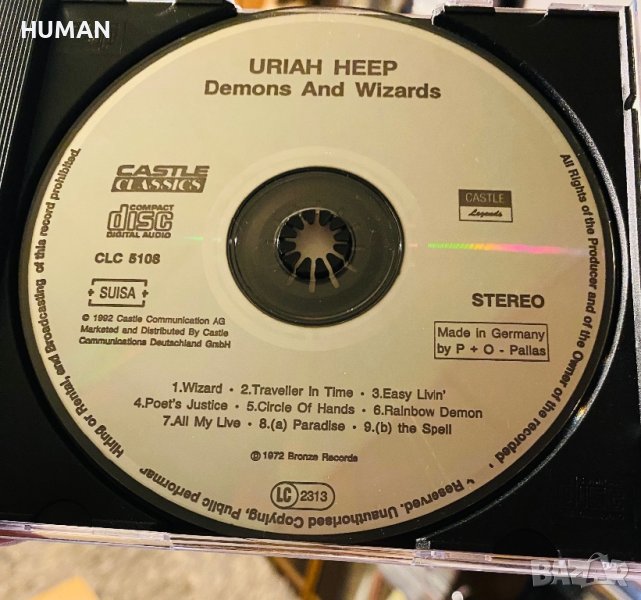 HUMAN
URIAH HEEP
Demons And Wizards
CASTLE
CLASSICS
COMPACT
disc
DIGITAL AUDIO
CASTLE
Legends
CLC 5108
SUISA
STEREO
℗ 1992 Castle Communication AG
Marketed and Distributed By Castle
Communications Deutschland GmbH
Made in Germany
by P + O - Pallas
1.Wizard · 2.Traveller In Time · 3.Easy Livin'
4.Poet's Justice · 5.Circle Of Hands · 6.Rainbow Demon
7.All My Live · 8.(a) Paradise · 9.(b) the Spell
℗ 1972 Bronze Records
LC 2313
All Rights of the Producer and of the Owner of the recorded
Reserved. Unauthorised Copying, Public performan
Hiring or Rental, and Broadcasting of this record prohibited.
BAZAR